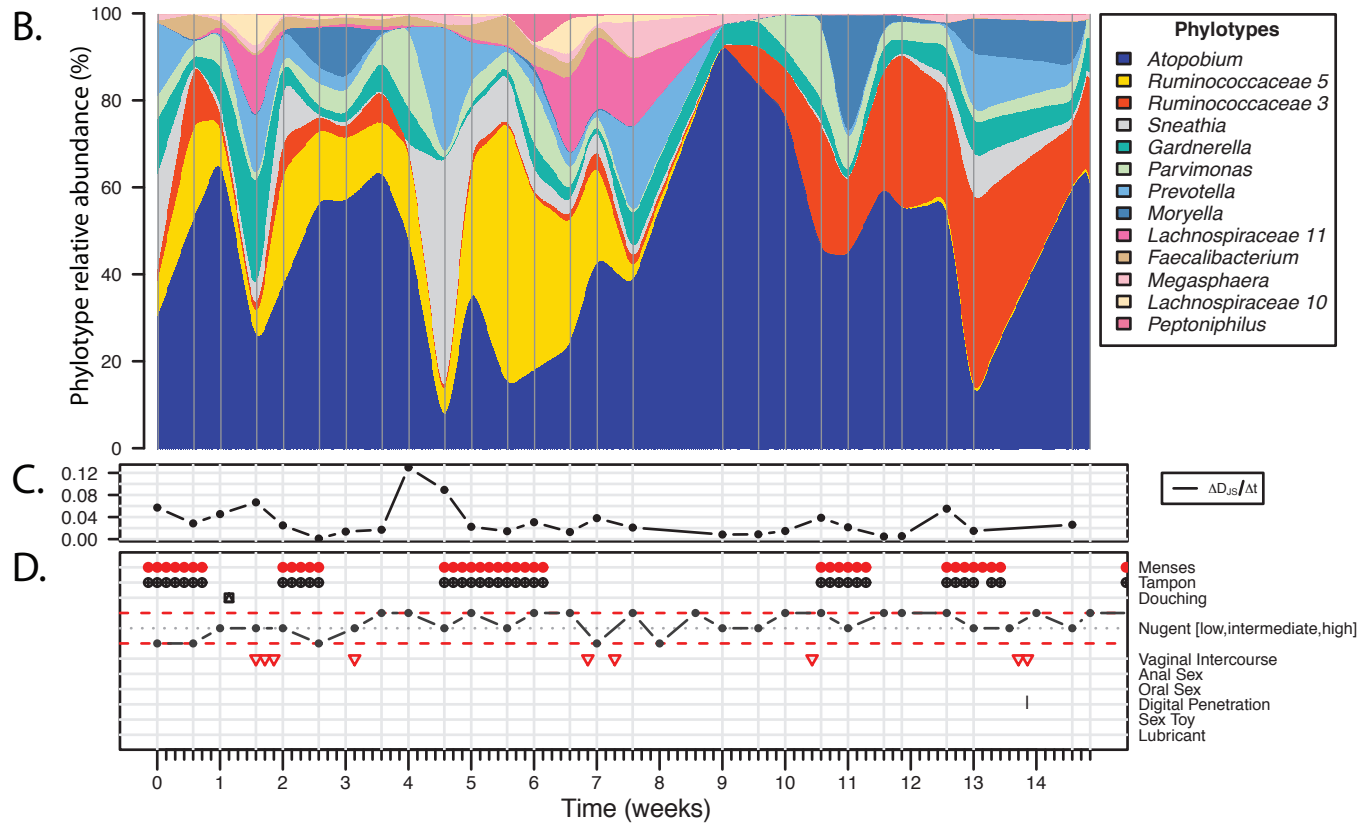 B.
Phylotype relative abundance (%)
100
80
60
40
20
0
Phylotypes
Atopobium
Ruminococcaceae 5
Ruminococcaceae 3
Sneathia
Gardnerella
Parvimonas
Prevotella
Moryella
Lachnospiraceae 11
Faecalibacterium
Megasphaera
Lachnospiraceae 10
Peptoniphilus
C.
0.12
0.08
0.04
0.00
ΔDJS/Δt
D.
Menses
Tampon
Douching
Nugent [low,intermediate,high]
Vaginal Intercourse
Anal Sex
Oral Sex
Digital Penetration
Sex Toy
Lubricant
0 1 2 3 4 5 6 7 8 9 10 11 12 13 14
Time (weeks)